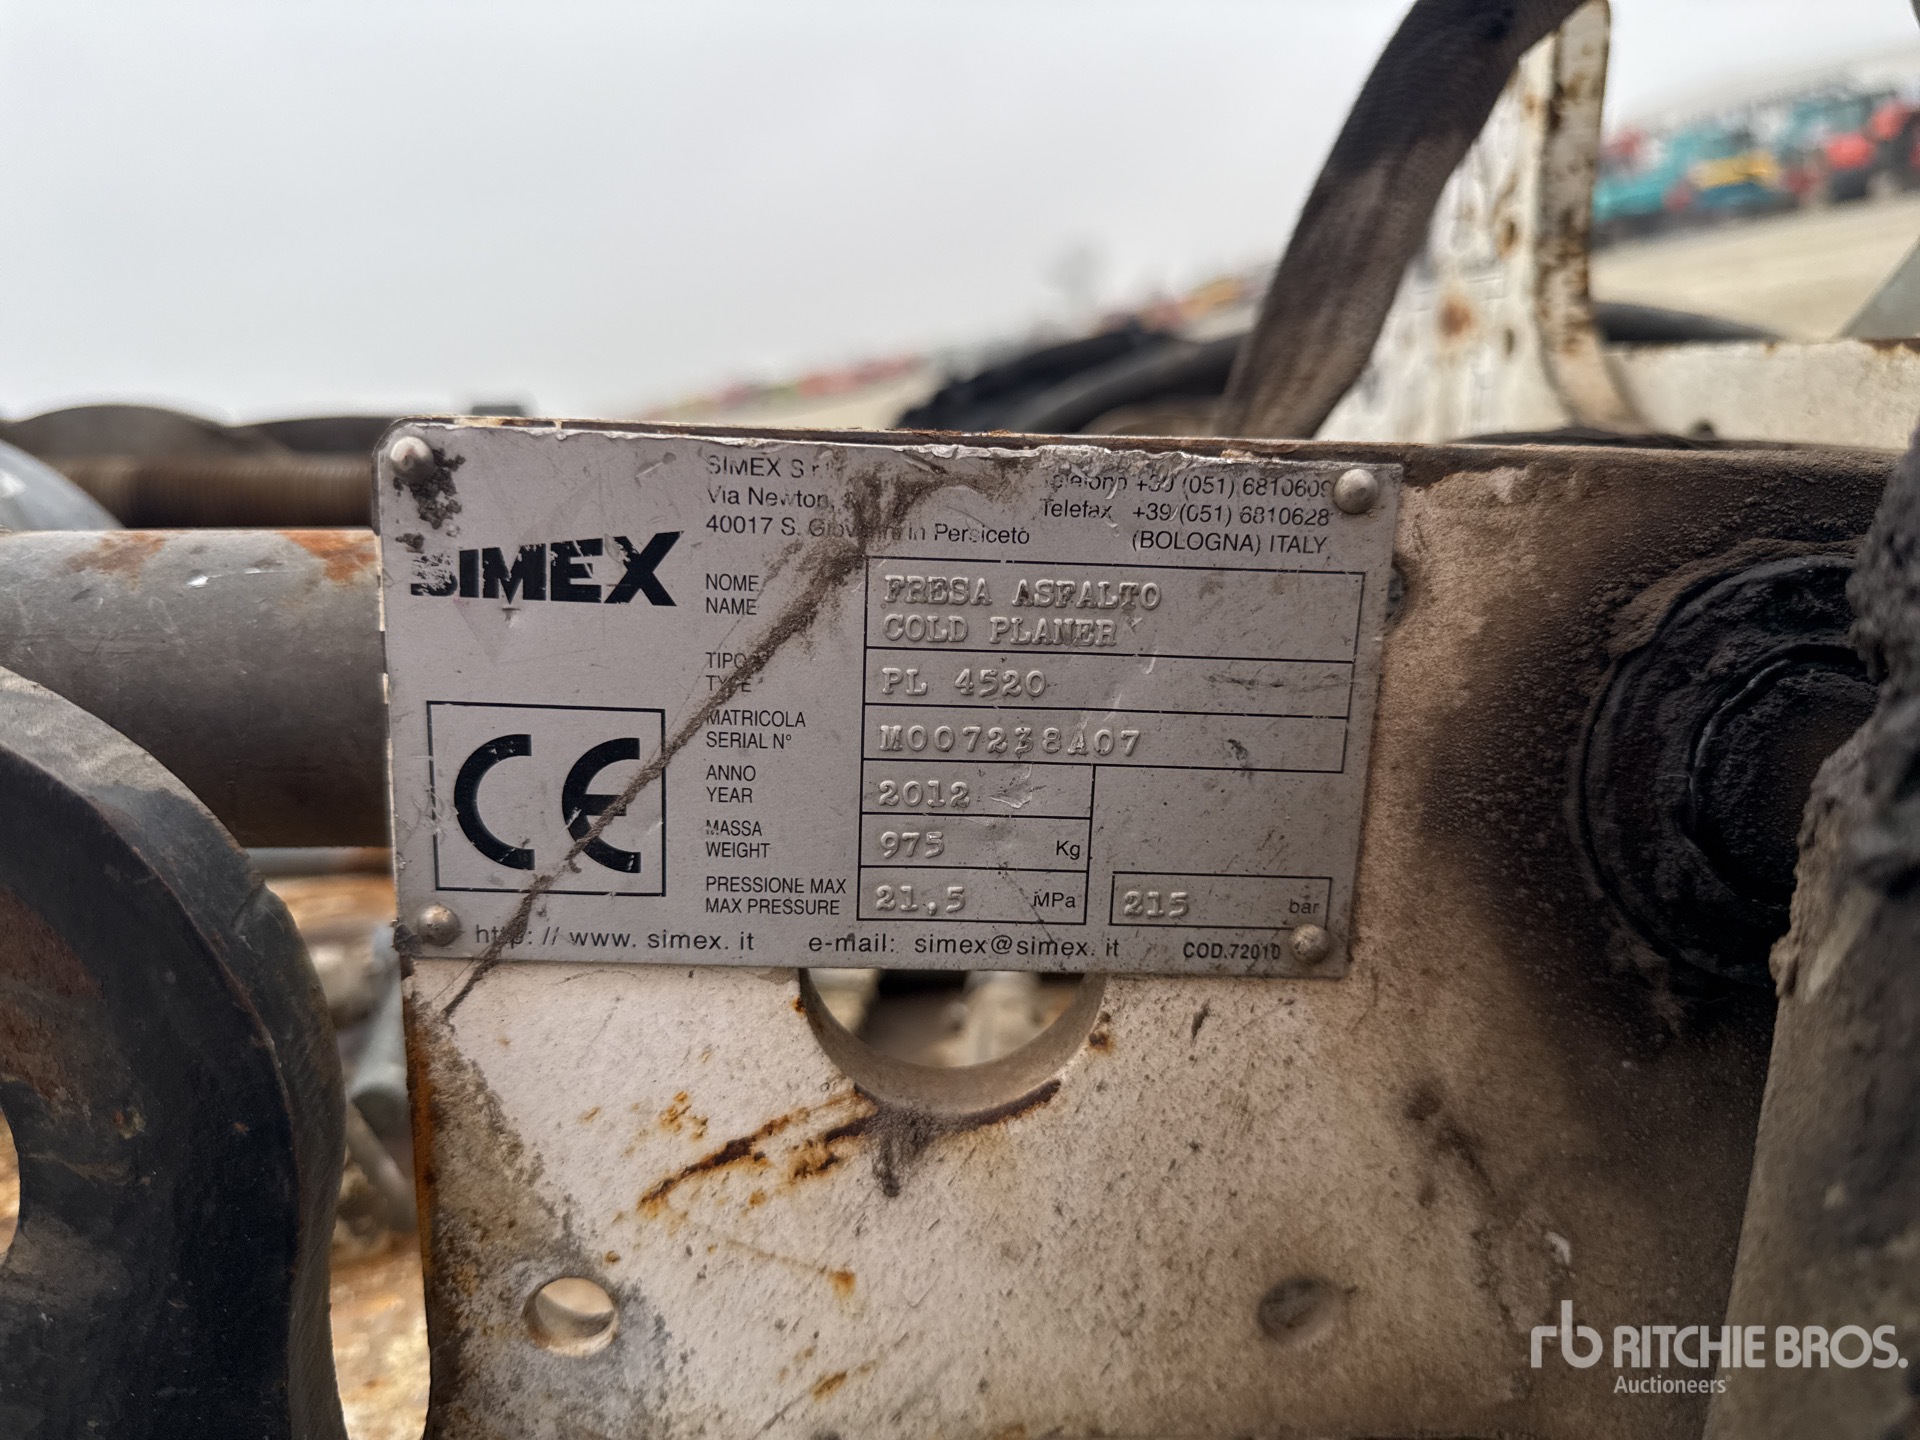 SIMEX S.r.l.
Via Newton,
40017 S. Giovanni in Persiceto
Telefono +39 (051) 6810609
Telefax +39/(051) 6810628
(BOLOGNA) ITALY
SIMEX
NOME
NAME
FRESA ASFALTO
COLD PLANER
TIPO
TYPE
PL 4520
MATRICOLA
SERIAL N°
M007238A07
ANNO
YEAR
2012
MASSA
WEIGHT
975 Kg
PRESSIONE MAX
MAX PRESSURE
21,5 MPa
215 bar
CE
http: // www. simex. it e-mail: simex@simex. it COD.72010
rb RITCHIE BROS.
Auctioneers